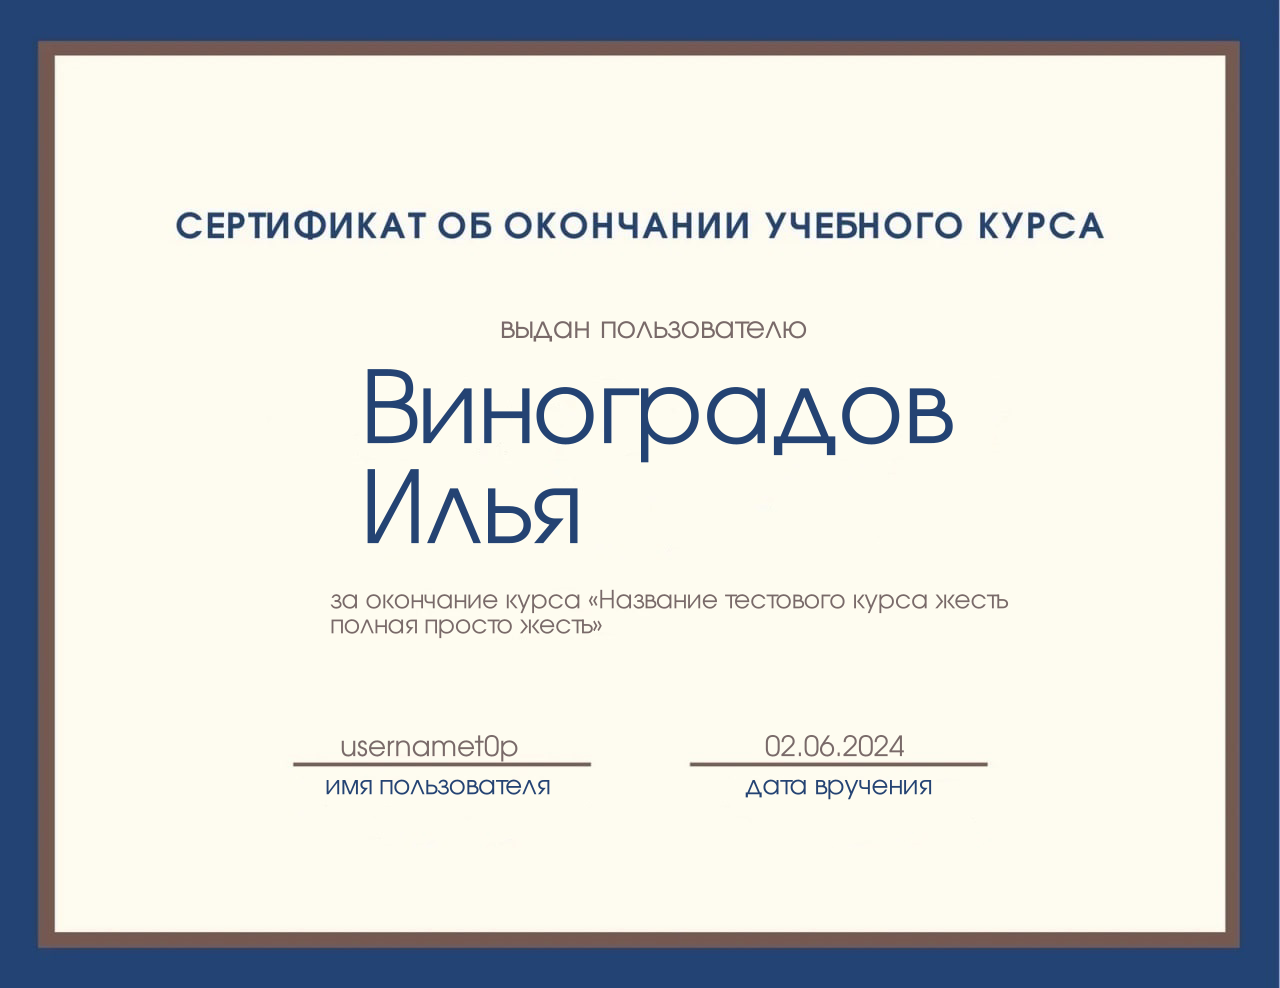 СЕРТИФИКАТ ОБ ОКОНЧАНИИ УЧЕБНОГО КУРСА
выдан пользователю
Виноградов
Илья
за окончание курса «Название тестового курса жесть
полная просто жесть»
usernamet0p
02.06.2024
имя пользователя
дата вручения